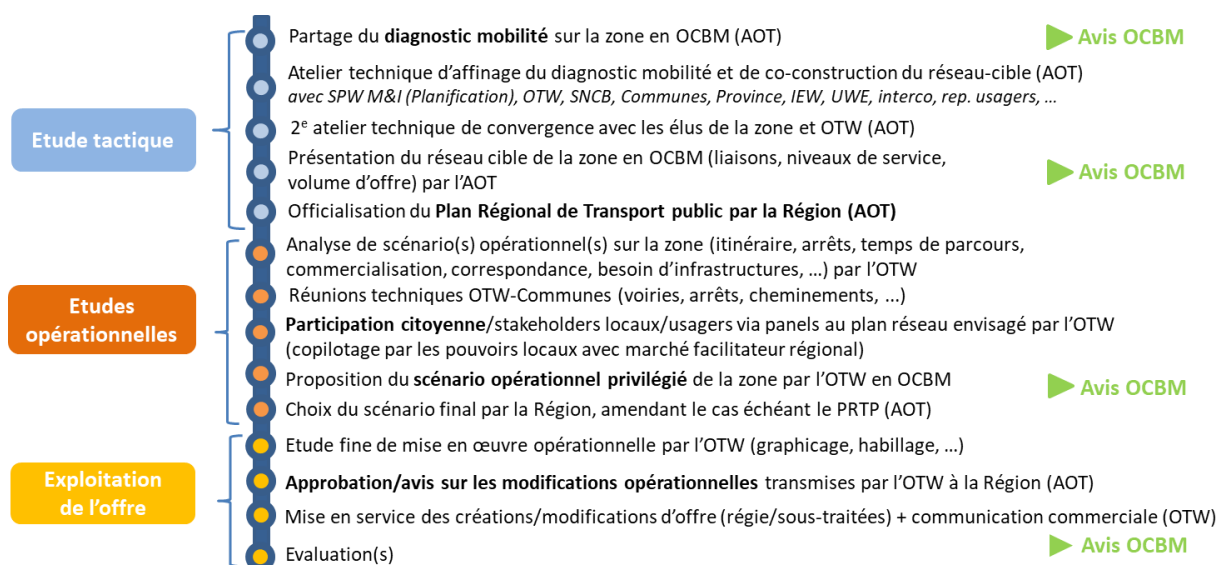 Partage du diagnostic mobilité sur la zone en OCBM (AOT)
Avis OCBM
Atelier technique d’affinage du diagnostic mobilité et de co-construction du réseau-cible (AOT)
avec SPW M&I (Planification), OTW, SNCB, Communes, Province, IEW, UWE, interco, rep. usagers, …
Etude tactique
2e atelier technique de convergence avec les élus de la zone et OTW (AOT)
Présentation du réseau cible de la zone en OCBM (liaisons, niveaux de service,
volume d’offre) par l’AOT
Avis OCBM
Officialisation du Plan Régional de Transport public par la Région (AOT)
Analyse de scénario(s) opérationnel(s) sur la zone (itinéraire, arrêts, temps de parcours,
commercialisation, correspondance, besoin d’infrastructures, …) par l’OTW
Etudes
opérationnelles
Réunions techniques OTW-Communes (voiries, arrêts, cheminements, …)
Participation citoyenne/stakeholders locaux/usagers via panels au plan réseau envisagé par l’OTW
(copilotage par les pouvoirs locaux avec marché facilitateur régional)
Proposition du scénario opérationnel privilégié de la zone par l’OTW en OCBM
Avis OCBM
Choix du scénario final par la Région, amendant le cas échéant le PRTP (AOT)
Etude fine de mise en œuvre opérationnelle par l’OTW (graphicage, habillage, …)
Exploitation
de l’offre
Approbation/avis sur les modifications opérationnelles transmises par l’OTW à la Région (AOT)
Mise en service des créations/modifications d’offre (régie/sous-traitées) + communication commerciale (OTW)
Evaluation(s)
Avis OCBM